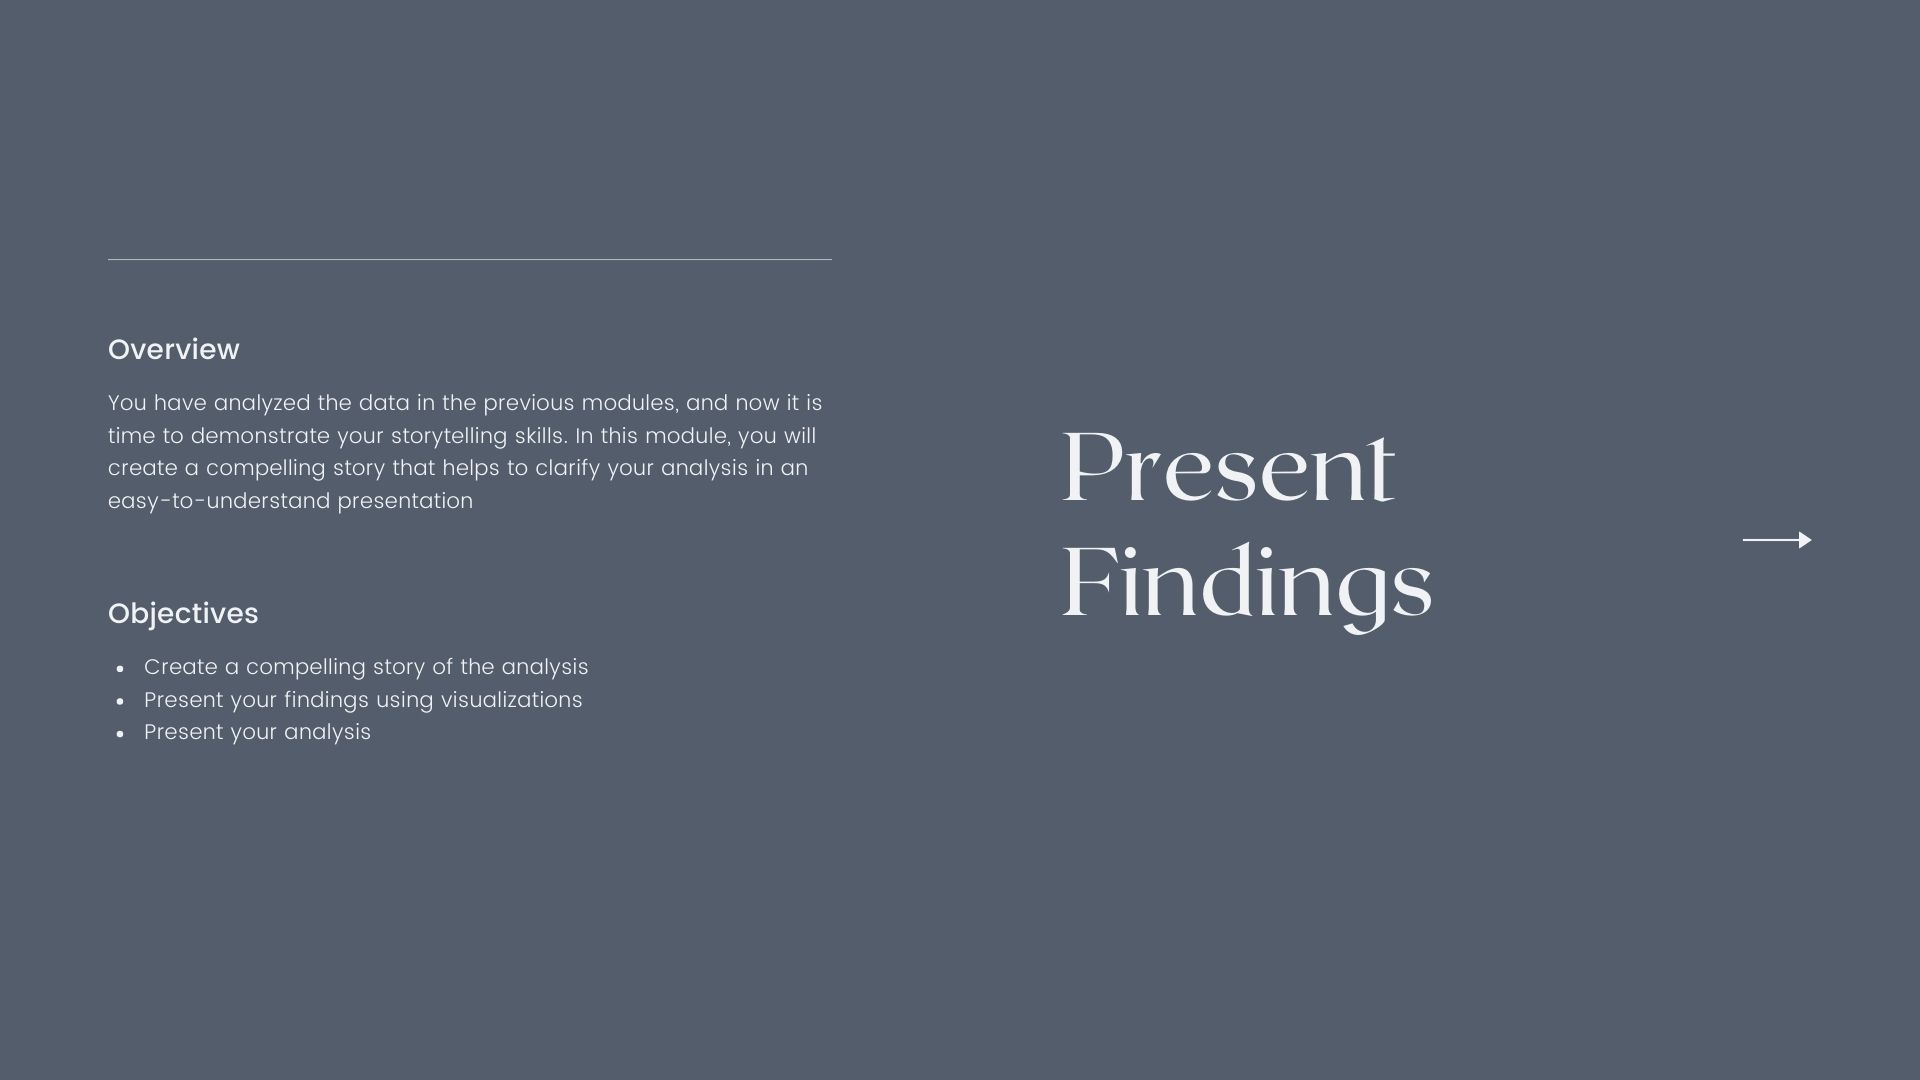 Overview
You have analyzed the data in the previous modules, and now it is
time to demonstrate your storytelling skills. In this module, you will
create a compelling story that helps to clarify your analysis in an
easy-to-understand presentation
Objectives
• Create a compelling story of the analysis
• Present your findings using visualizations
• Present your analysis
Present
Findings